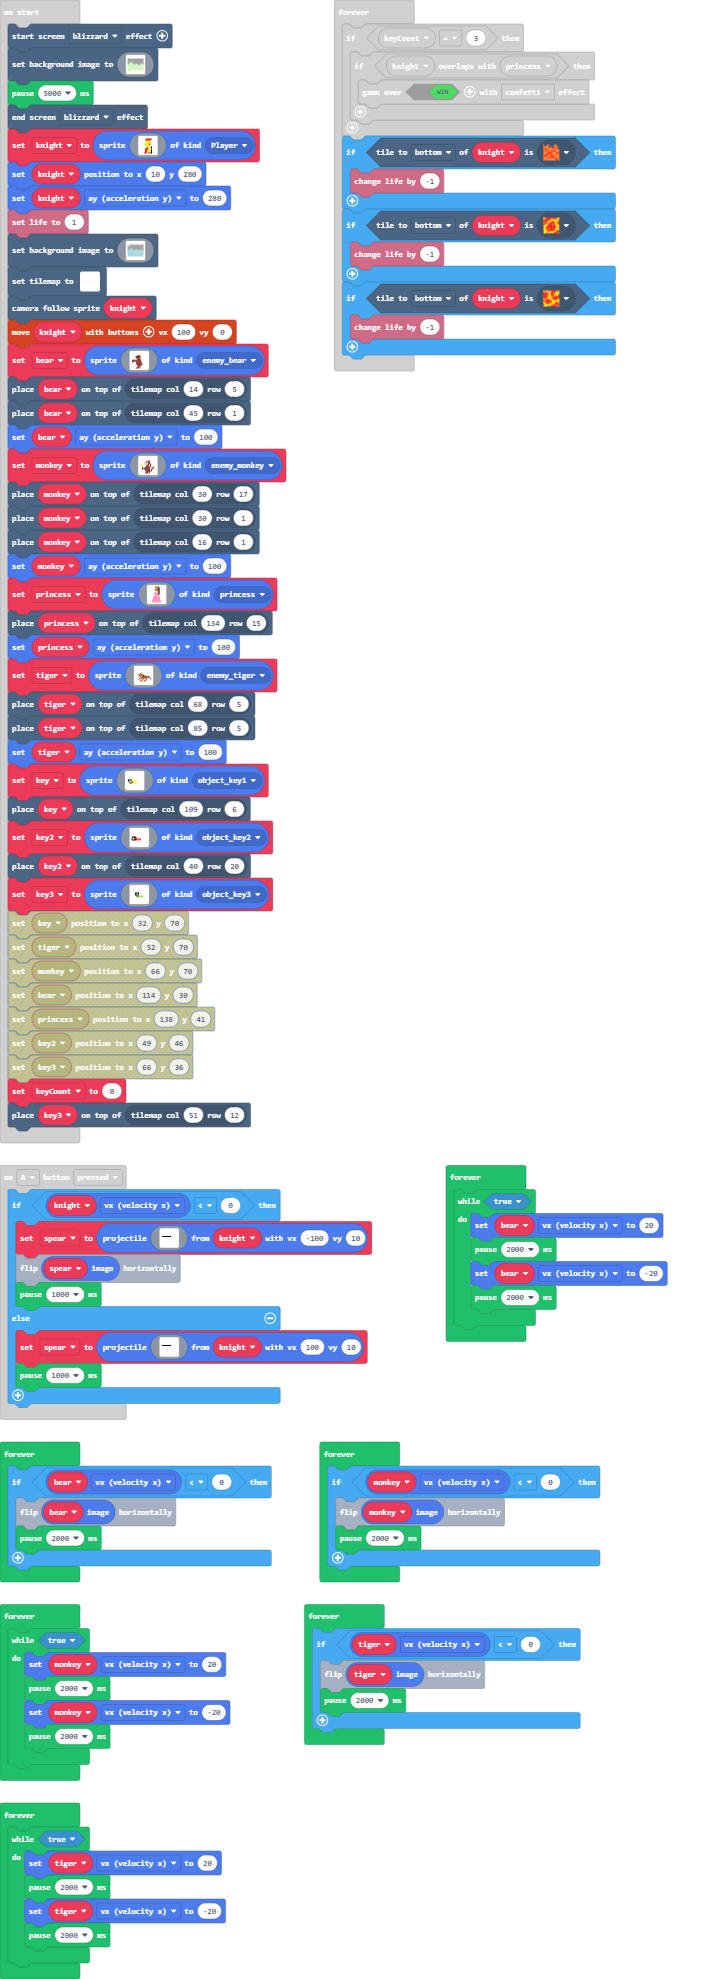 on start
start screen blizzard effect
set background image to
pause 5000 ms
end screen blizzard effect
set knight to sprite of kind Player
set knight position to x 10 y 280
set knight ay (acceleration y) to 280
set life to 1
set background image to
set tilemap to
camera follow sprite knight
move knight with buttons vx 100 vy 0
set bear to sprite of kind enemy_bear
place bear on top of tilemap col 14 row 5
place bear on top of tilemap col 45 row 1
set bear ay (acceleration y) to 100
set monkey to sprite of kind enemy_monkey
place monkey on top of tilemap col 30 row 17
place monkey on top of tilemap col 30 row 1
place monkey on top of tilemap col 16 row 1
set monkey ay (acceleration y) to 100
set princess to sprite of kind princess
place princess on top of tilemap col 134 row 15
set princess ay (acceleration y) to 100
set tiger to sprite of kind enemy_tiger
place tiger on top of tilemap col 68 row 5
place tiger on top of tilemap col 85 row 5
set tiger ay (acceleration y) to 100
set key to sprite of kind object_key1
place key on top of tilemap col 109 row 6
set key2 to sprite of kind object_key2
place key2 on top of tilemap col 40 row 20
set key3 to sprite of kind object_key3
set key position to x 32 y 70
set tiger position to x 52 y 70
set monkey position to x 66 y 70
set bear position to x 114 y 30
set princess position to x 138 y 41
set key2 position to x 49 y 46
set key3 position to x 66 y 36
set keyCount to 0
place key3 on top of tilemap col 51 row 12
forever
if keyCount = 3 then
if knight overlaps with princess then
game over WIN with confetti effect
if tile to bottom of knight is then
change life by -1
if tile to bottom of knight is then
change life by -1
if tile to bottom of knight is then
change life by -1
on A button pressed
if knight vx (velocity x) < 0 then
set spear to projectile from knight with vx -100 vy 10
flip spear image horizontally
pause 1000 ms
else
set spear to projectile from knight with vx 100 vy 10
pause 1000 ms
forever
while true
do set bear vx (velocity x) to 20
pause 2000 ms
set bear vx (velocity x) to -20
pause 2000 ms
forever
if bear vx (velocity x) < 0 then
flip bear image horizontally
pause 2000 ms
forever
if monkey vx (velocity x) < 0 then
flip monkey image horizontally
pause 2000 ms
forever
while true
do set monkey vx (velocity x) to 20
pause 2000 ms
set monkey vx (velocity x) to -20
pause 2000 ms
forever
if tiger vx (velocity x) < 0 then
flip tiger image horizontally
pause 2000 ms
forever
while true
do set tiger vx (velocity x) to 20
pause 2000 ms
set tiger vx (velocity x) to -20
pause 2000 ms